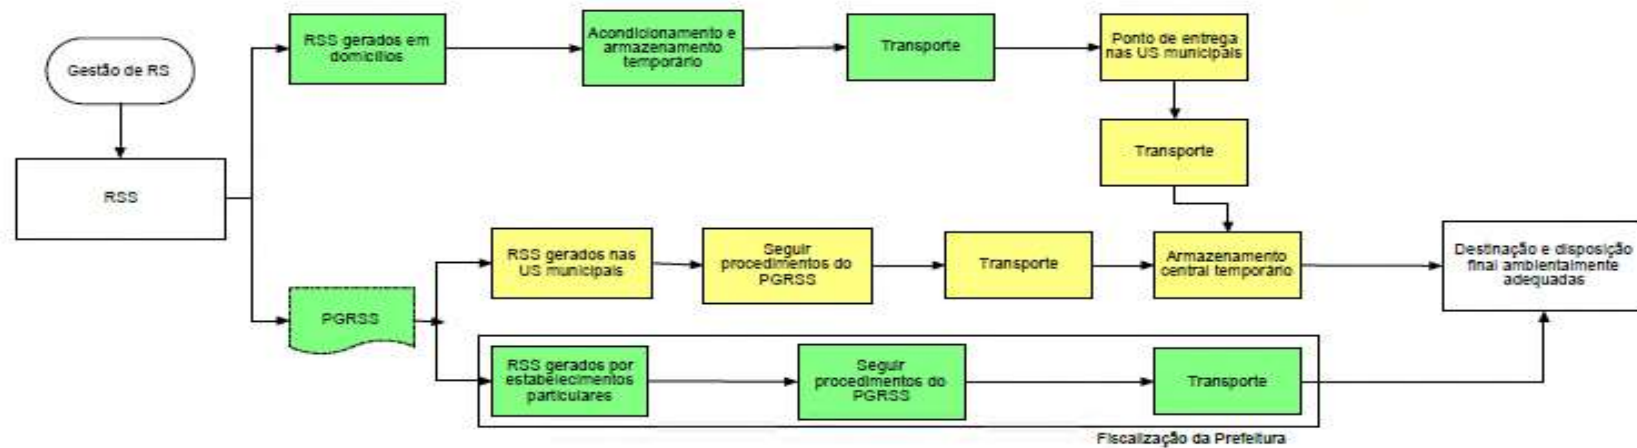 Gestão de RS
RSS
RSS gerados em
domicílios
Acondicionamento e
armazenamento
temporário
Transporte
Ponto de entrega
nas US municipais
Transporte
PGRSS
RSS gerados nas
US municipais
Seguir
procedimentos do
PGRSS
Transporte
Armazenamento
central temporário
Destinação e disposição
final ambientalmente
adequadas
RSS gerados por
estabelecimentos
particulares
Seguir
procedimentos do
PGRSS
Transporte
Fiscalização da Prefeitura